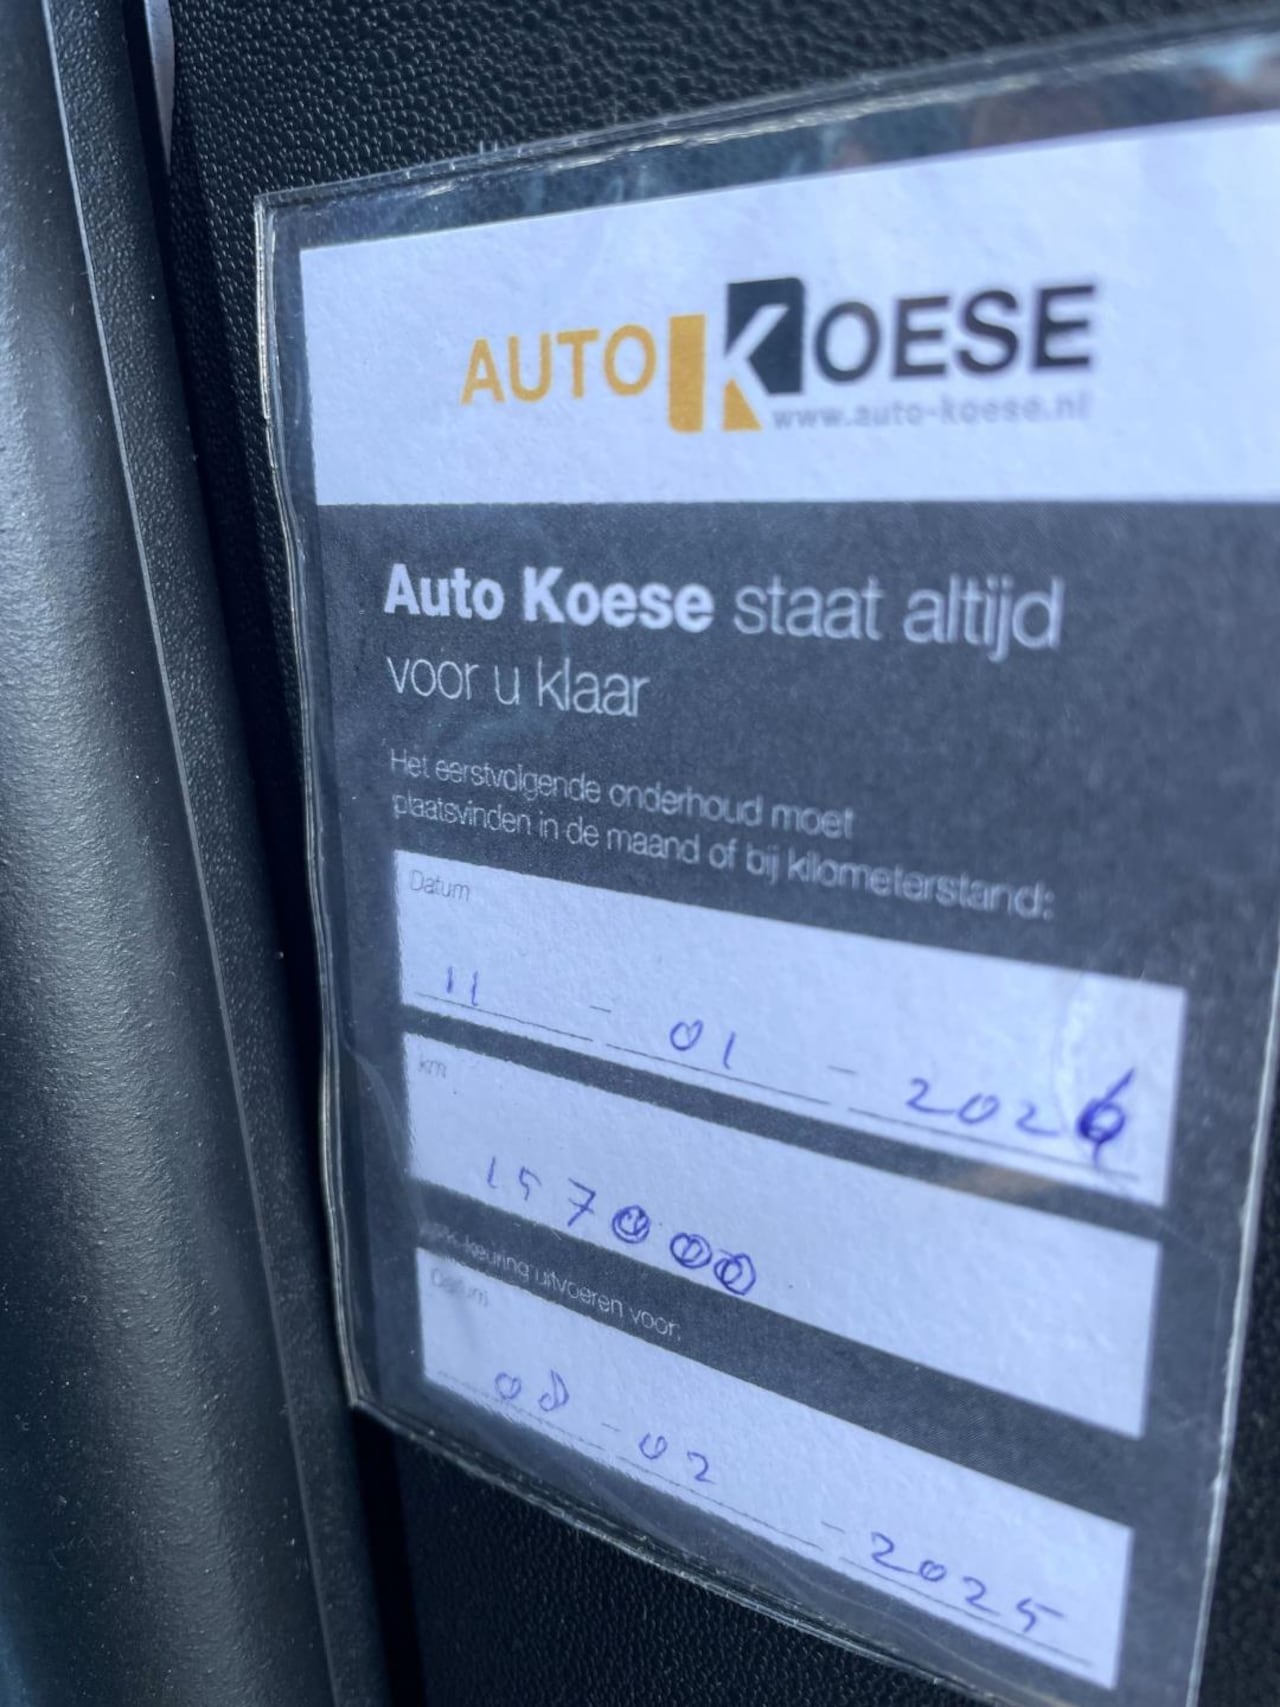 AUTO KOESE
www.auto-koese.nl
Auto Koese staat altijd
voor u klaar
Het eerstvolgende onderhoud moet
plaatsvinden in de maand of bij kilometerstand:
Datum
11 - 01 - 2026
km
157000
keuring uitvoeren voor:
Datum
08 - 02 - 2025